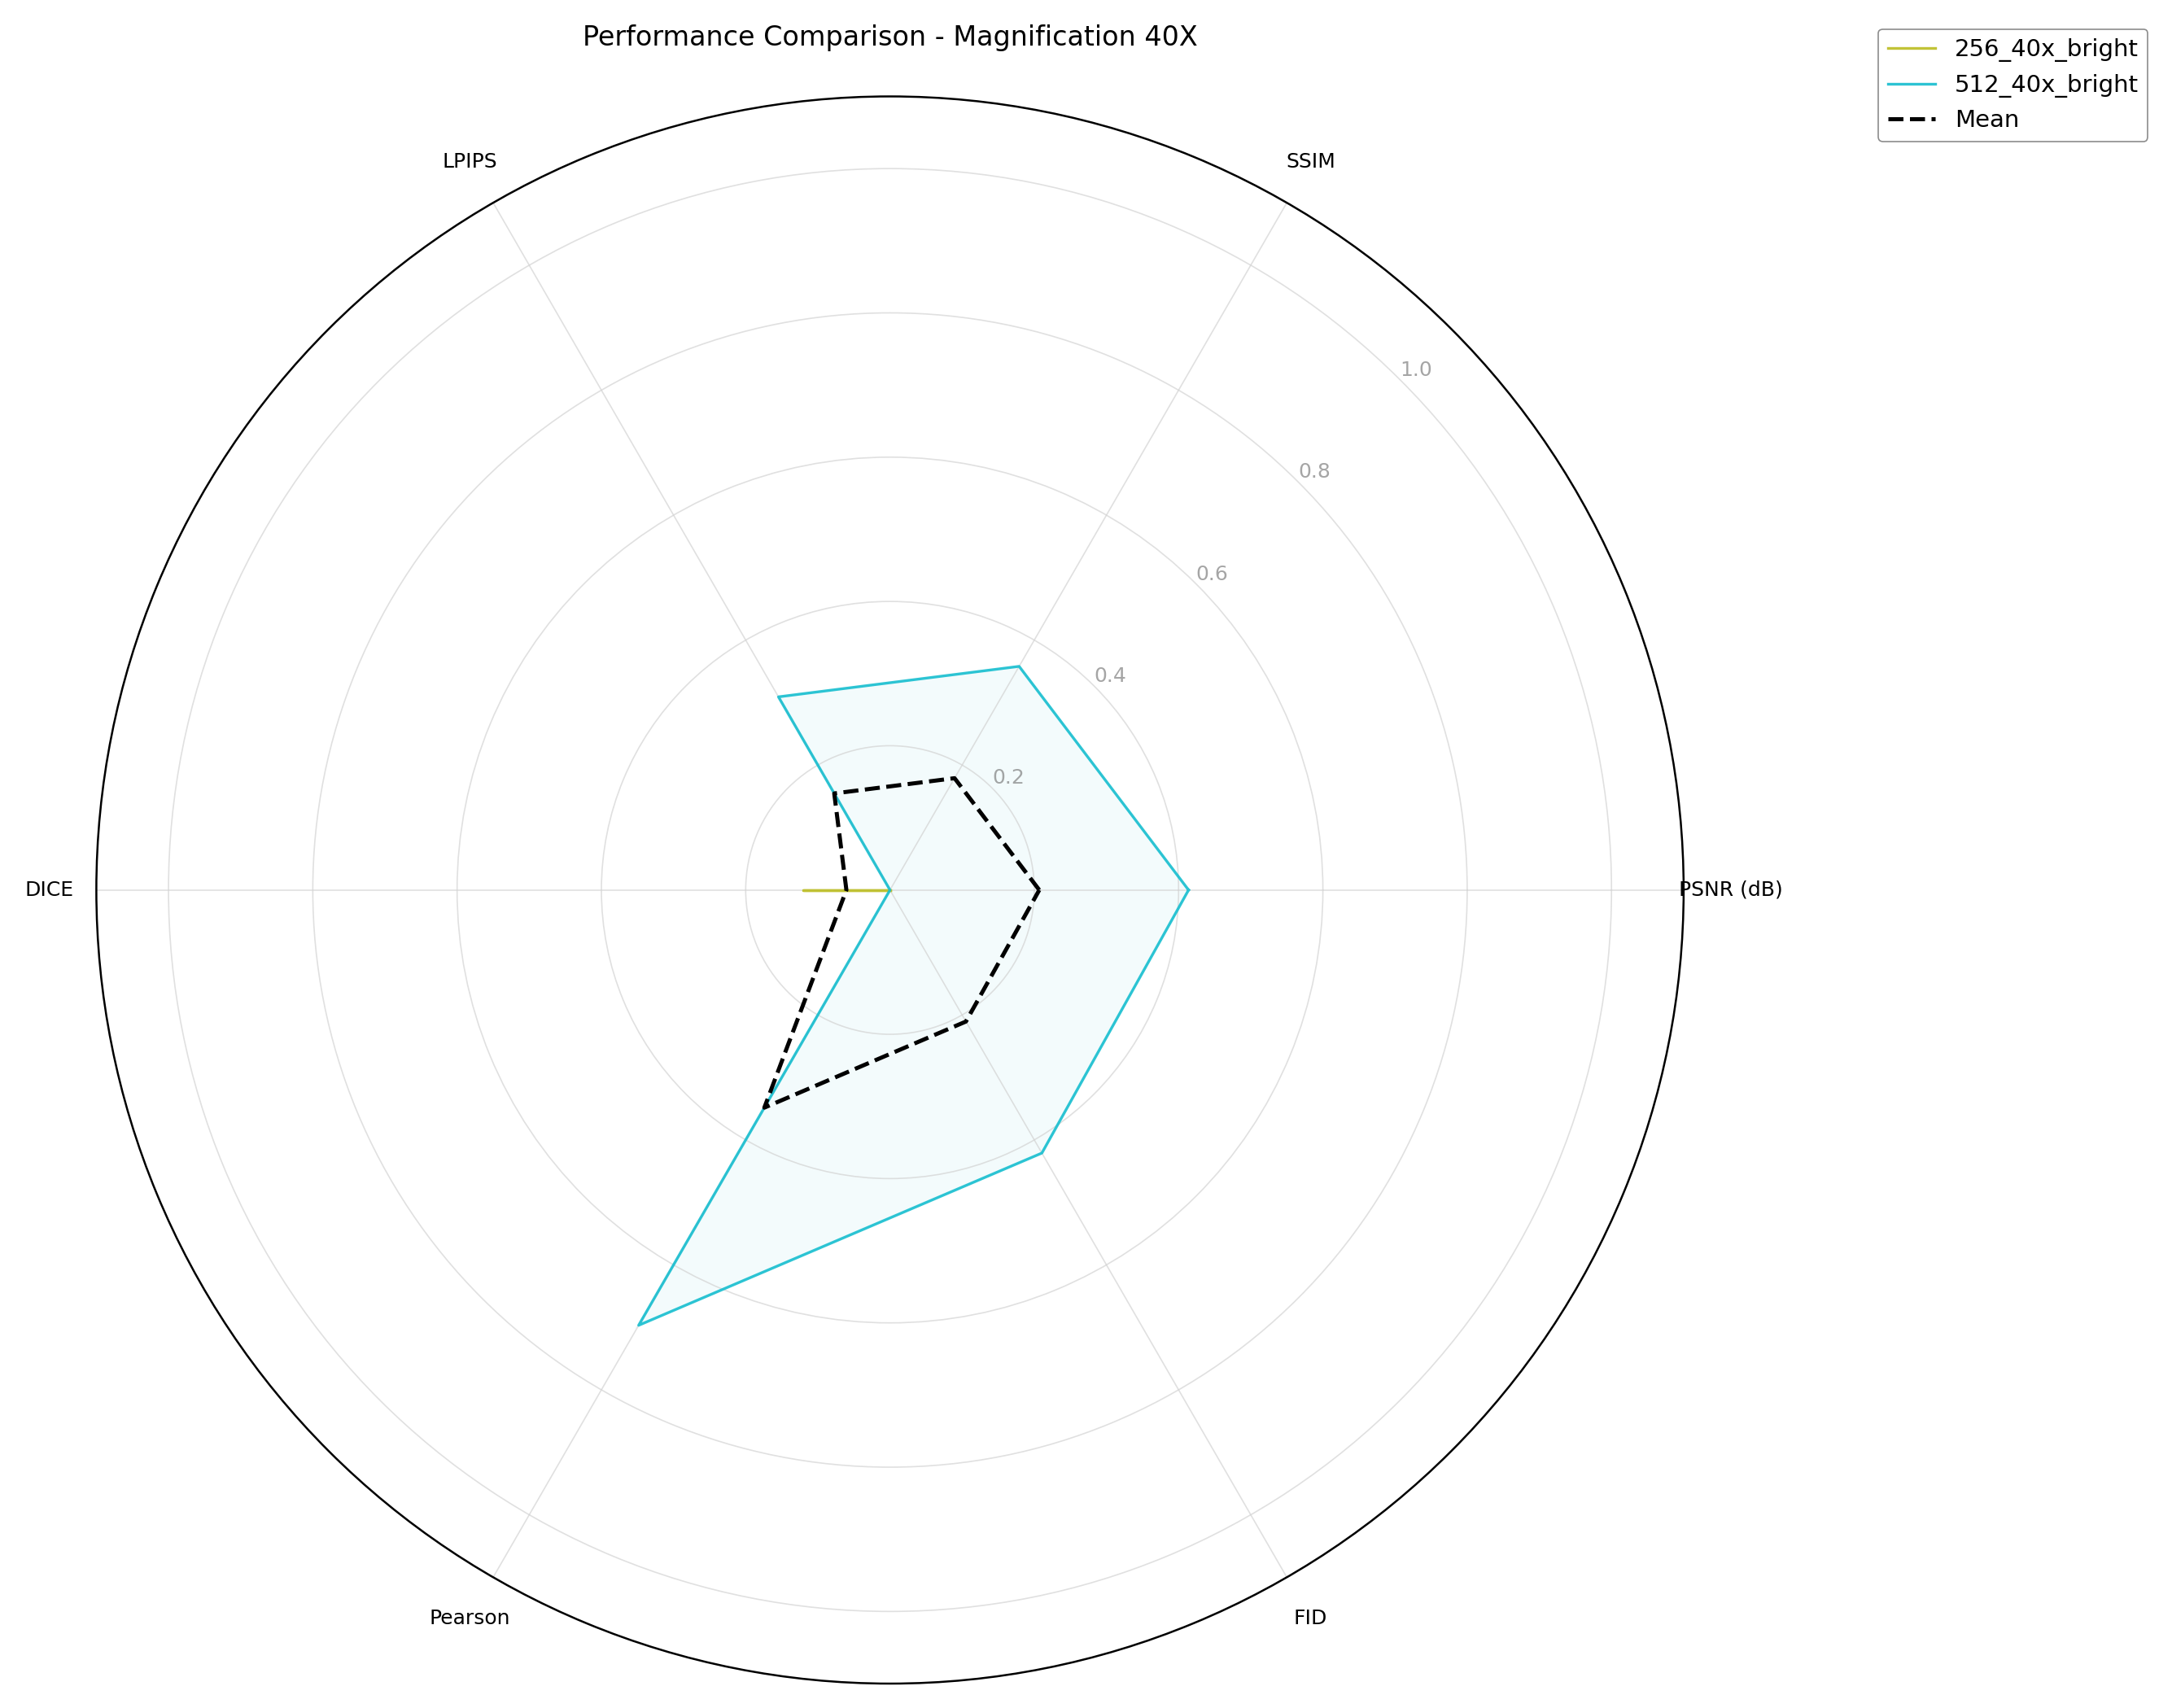 Performance Comparison - Magnification 40X
256_40x_bright
512_40x_bright
Mean
LPIPS
SSIM
1.0
0.8
0.6
0.4
0.2
DICE
PSNR (dB)
Pearson
FID